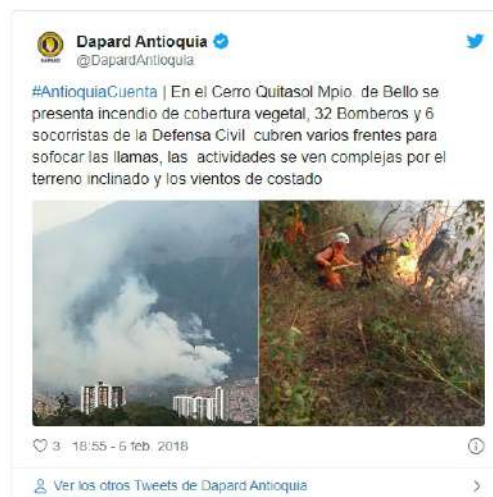 Dapard Antioquia
@DapardAntioquia
#AntioquiaCuenta | En el Cerro Quitasol Mpio. de Bello se
presenta incendio de cobertura vegetal, 32 Bomberos y 6
socorristas de la Defensa Civil cubren varios frentes para
sofocar las llamas, las actividades se ven complejas por el
terreno inclinado y los vientos de costado
3 18:55 - 6 feb. 2018
Ver los otros Tweets de Dapard Antioquia